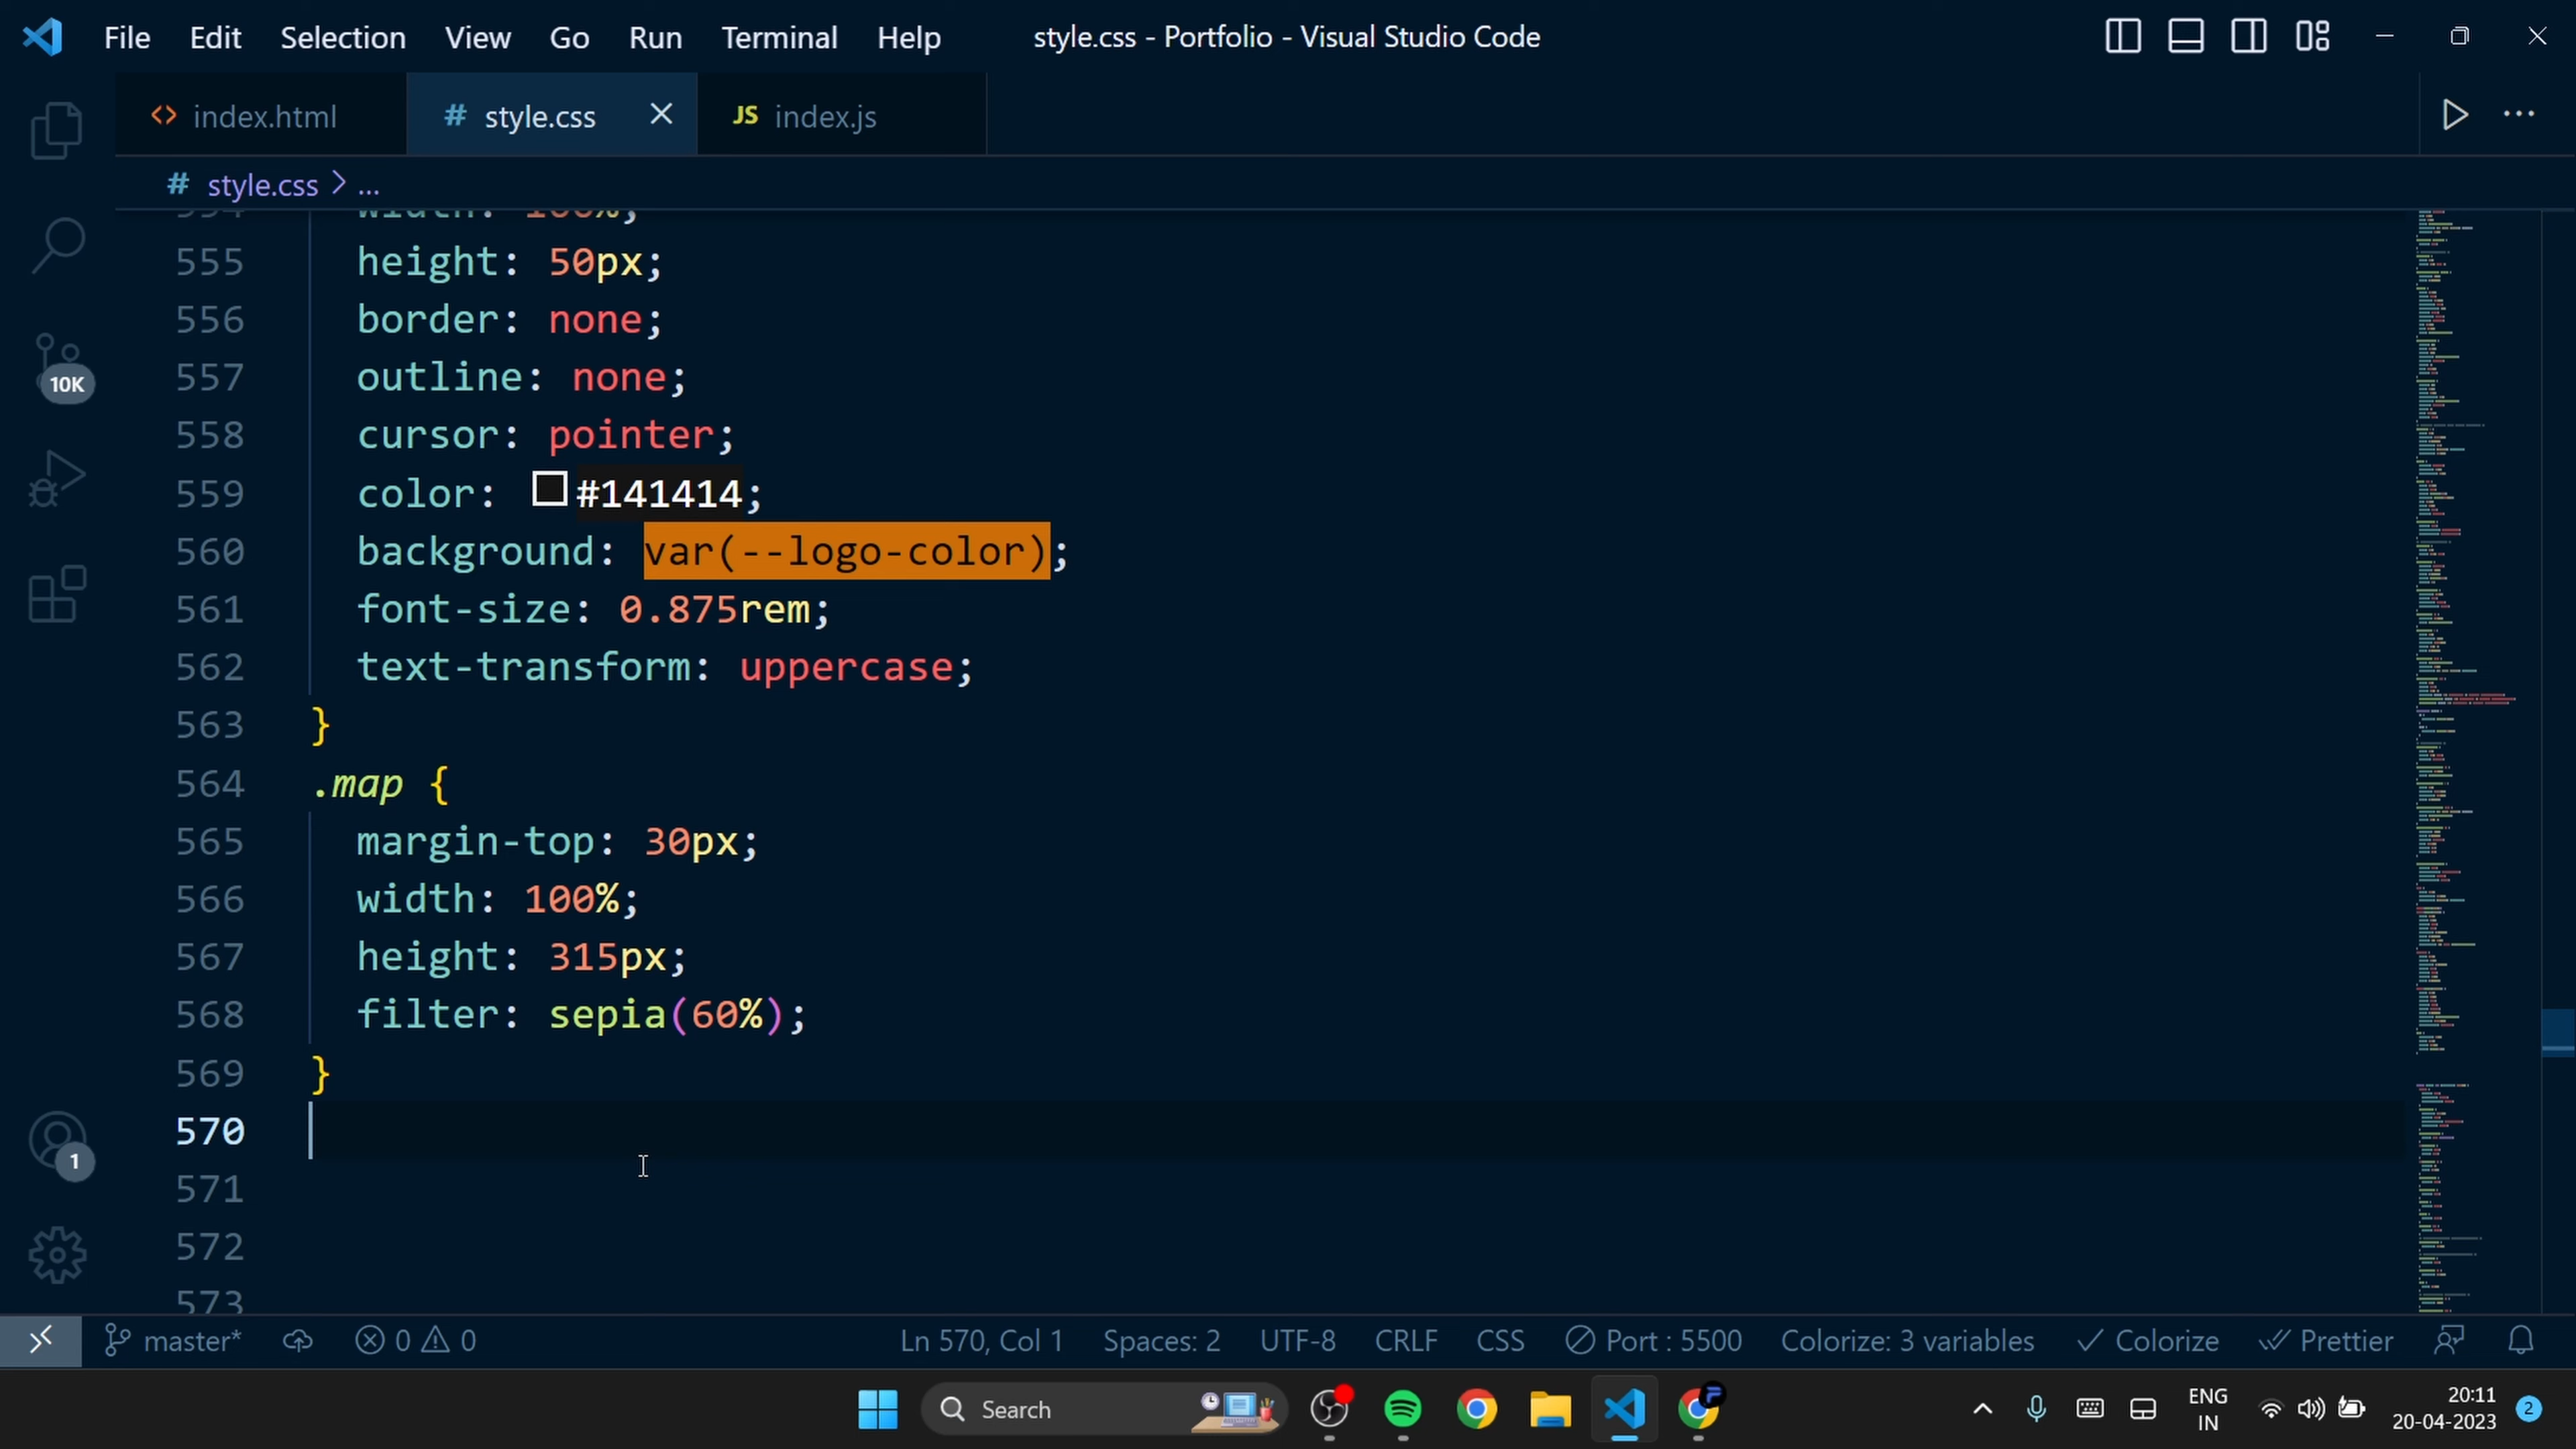 File Edit Selection View Go Run Terminal Help style.css - Portfolio - Visual Studio Code
<> index.html # style.css JS index.js
# style.css > ...
554 width: 100%;
555 height: 50px;
556 border: none;
557 outline: none;
558 cursor: pointer;
559 color: #141414;
560 background: var(--logo-color);
561 font-size: 0.875rem;
562 text-transform: uppercase;
563 }
564 .map {
565 margin-top: 30px;
566 width: 100%;
567 height: 315px;
568 filter: sepia(60%);
569 }
570
571
572
573
10K
1
master* 0 0 Ln 570, Col 1 Spaces: 2 UTF-8 CRLF CSS Port : 5500 Colorize: 3 variables Colorize Prettier
Search ENG 20:11
IN 20-04-2023 2